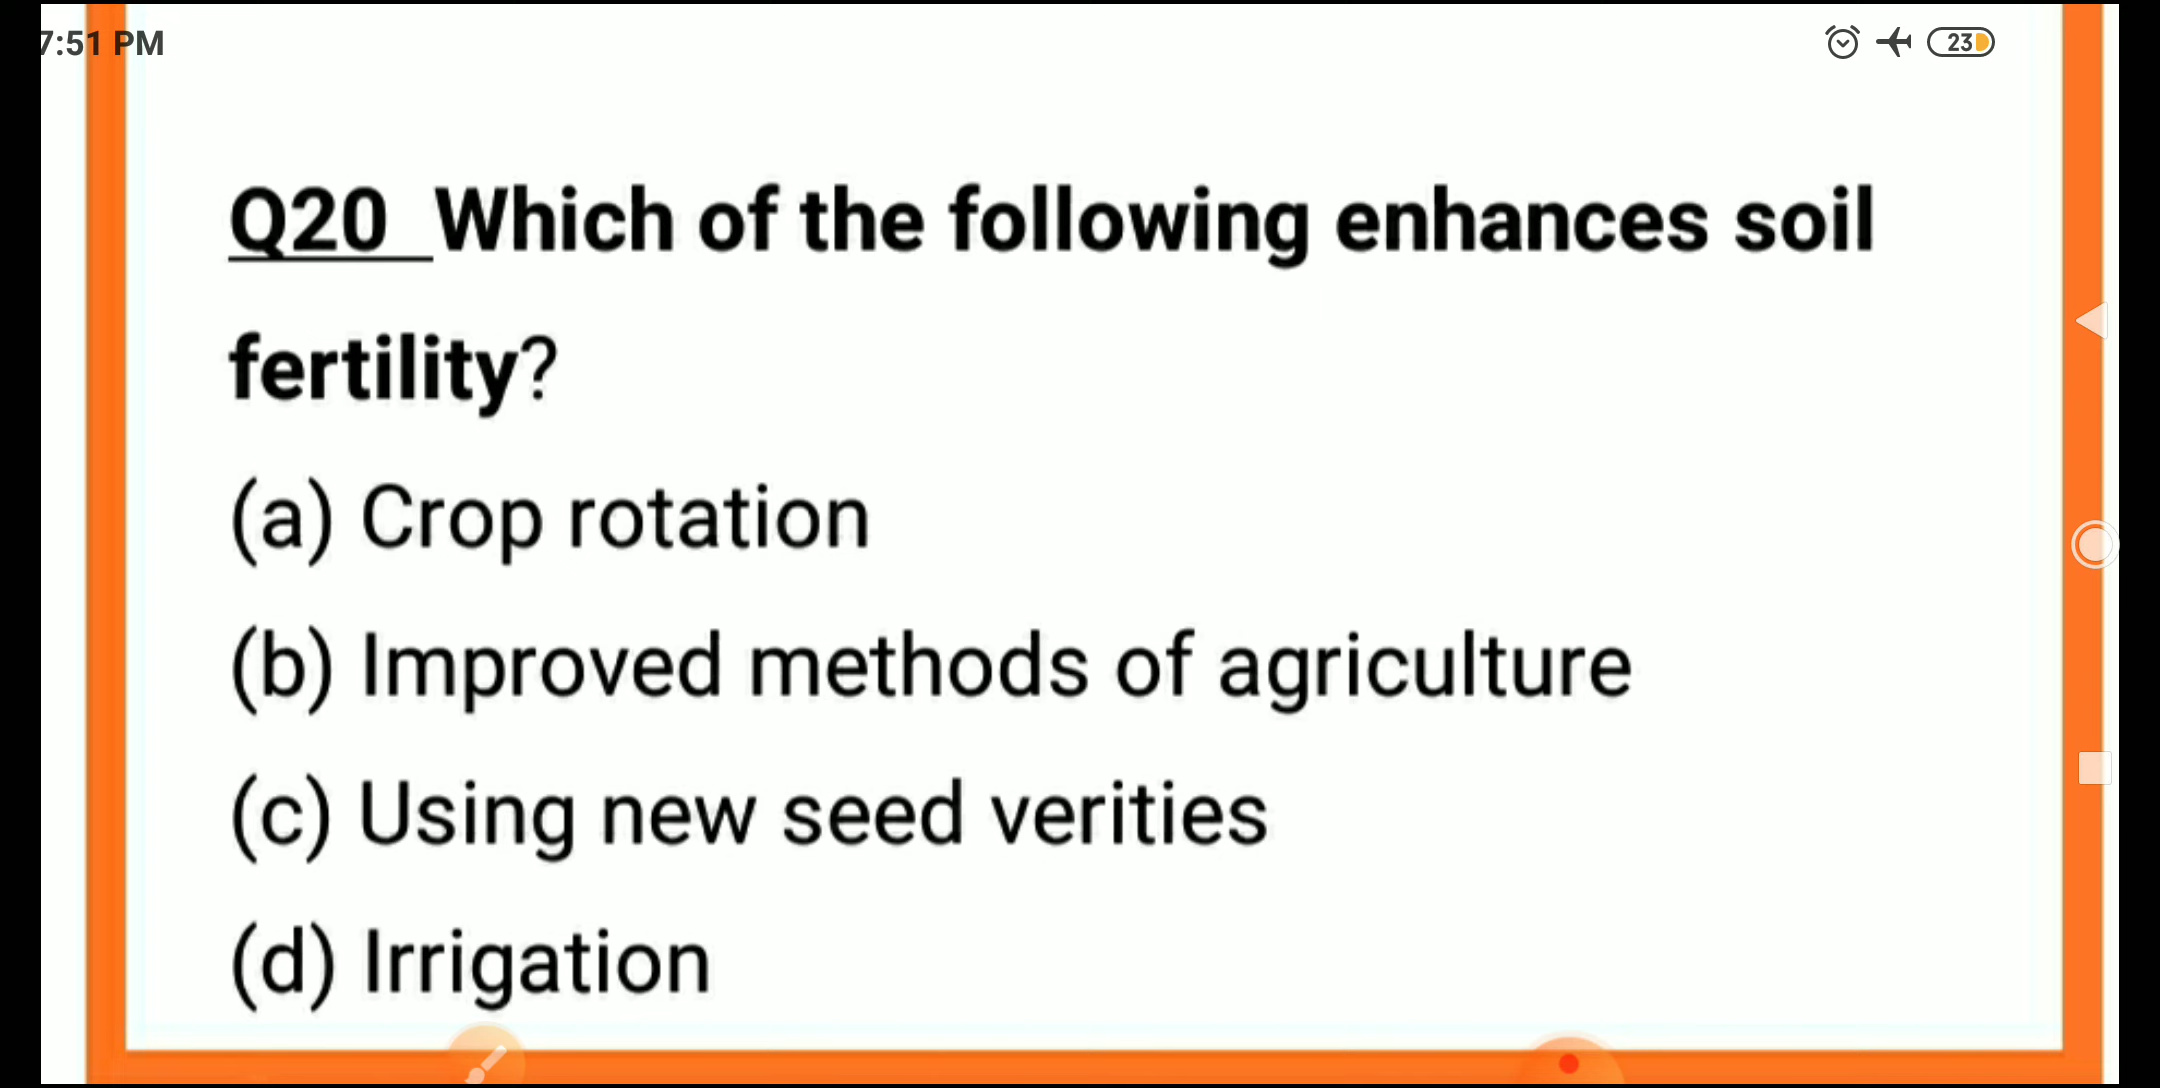 7:51 PM
23
Q20 Which of the following enhances soil
fertility?
(a) Crop rotation
(b) Improved methods of agriculture
(c) Using new seed verities
(d) Irrigation